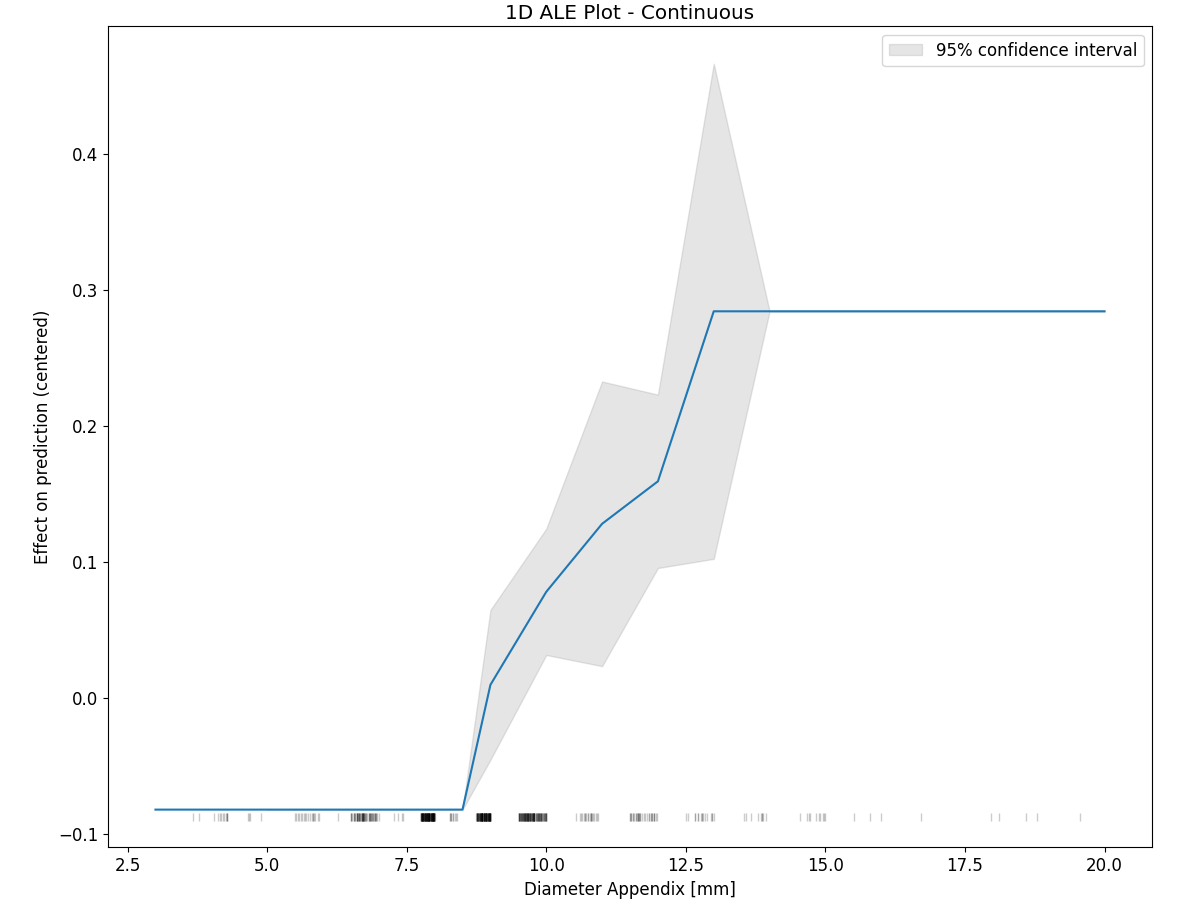 1D ALE Plot - Continuous
95% confidence interval
Effect on prediction (centered)
0.4
0.3
0.2
0.1
0.0
−0.1
2.5 5.0 7.5 10.0 12.5 15.0 17.5 20.0
Diameter Appendix [mm]